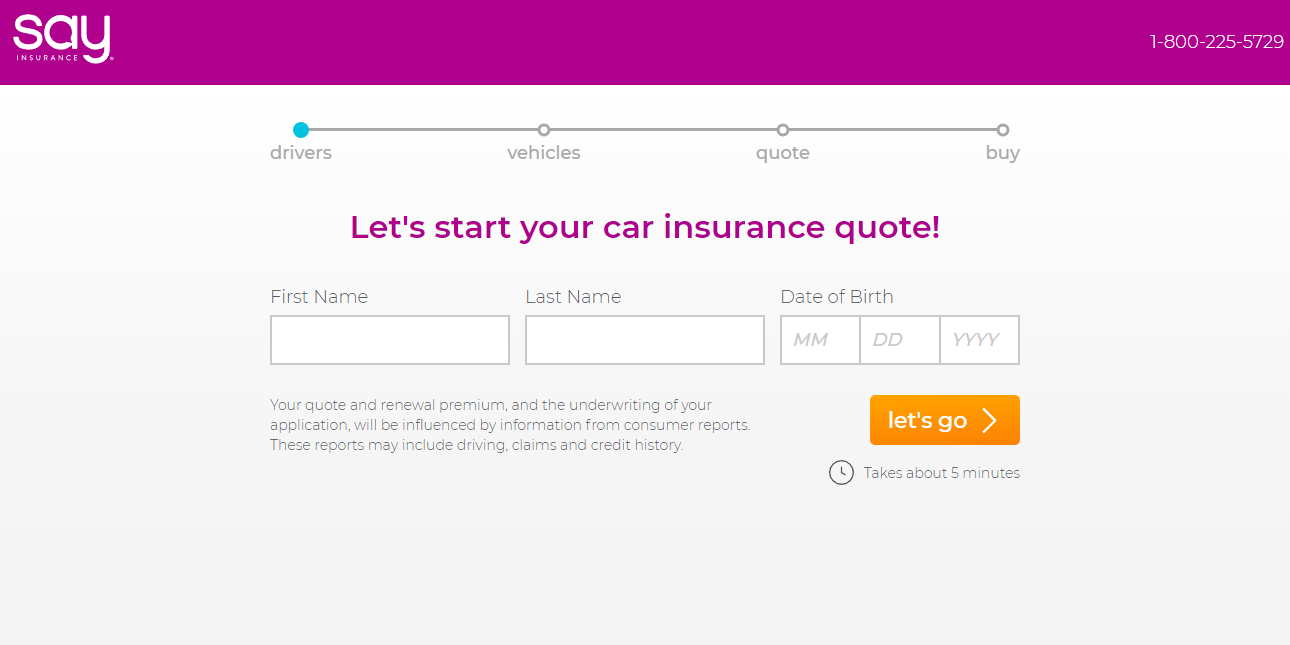 say
INSURANCE
1-800-225-5729
drivers vehicles quote buy
Let's start your car insurance quote!
First Name Last Name Date of Birth
MM DD YYYY
Your quote and renewal premium, and the underwriting of your
application, will be influenced by information from consumer reports.
These reports may include driving, claims and credit history.
let's go
Takes about 5 minutes